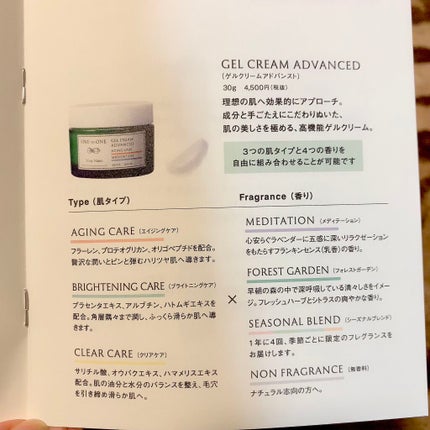 GEL CREAM ADVANCED
[ゲルクリームアドバンスト]
30g 4,500円(税抜)
理想の肌へ効果的にアプローチ。
成分と手ごたえにこだわりぬいた、
肌の美しさを極める、高機能ゲルクリーム。
3つの肌タイプと4つの香りを
自由に組み合わせることが可能です
ONE by ONE
GEL CREAM
ADVANCED
AGING CARE
MEDITATION
Type (肌タイプ)
AGING CARE (エイジングケア)
フラーレン、プロテオグリカン、オリゴペプチドを配合。
贅沢な潤いとピンと弾むハリツヤ肌へ導きます。
BRIGHTENING CARE (ブライトニングケア)
プラセンタエキス、アルブチン、ハトムギエキスを
配合。角層隅々まで潤し、ふっくら滑らか肌へ導き
ます。
CLEAR CARE (クリアケア)
サリチル酸、オウバクエキス、ハマメリスエキス
配合。肌の油分と水分のバランスを整え、毛穴
を引き締め滑らか肌へ。
×
Fragrance (香り)
MEDITATION (メディテーション)
心安らぐラベンダーに五感に深いリラクゼーション
をもたらすフランキンセンス(乳香)の香り。
FOREST GARDEN (フォレストガーデン)
早朝の森の中で深呼吸している清々しさをイメー
ジ。フレッシュハーブとシトラスの爽やかな香り。
SEASONAL BLEND (シーズナルブレンド)
1年に4回、季節ごとに限定のフレグランスを
お届けします。
NON FRAGRANCE (無香料)
ナチュラル志向の方へ。